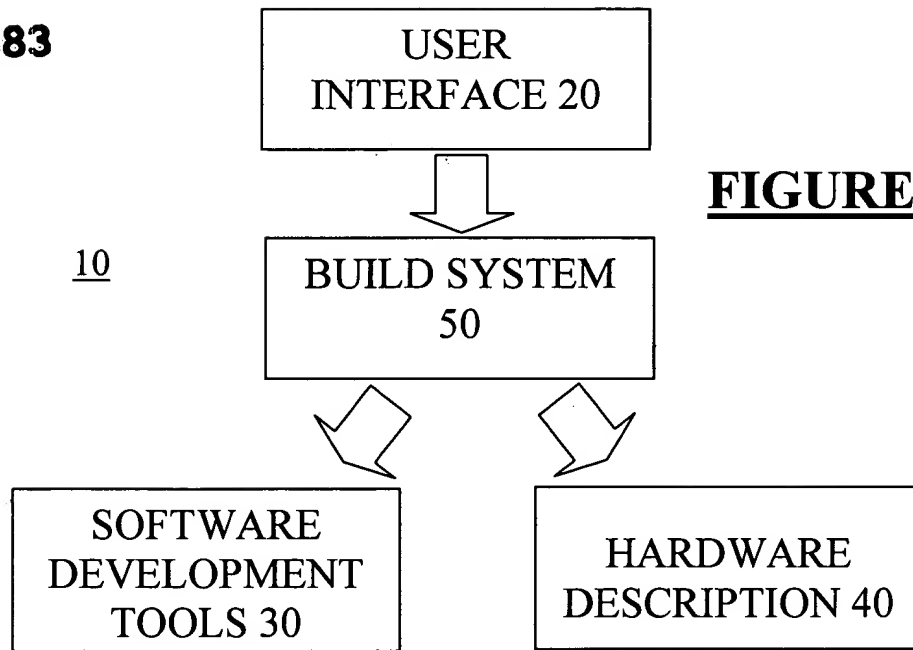 83
USER
INTERFACE 20
FIGURE
10
BUILD SYSTEM
50
SOFTWARE
DEVELOPMENT
TOOLS 30
HARDWARE
DESCRIPTION 40